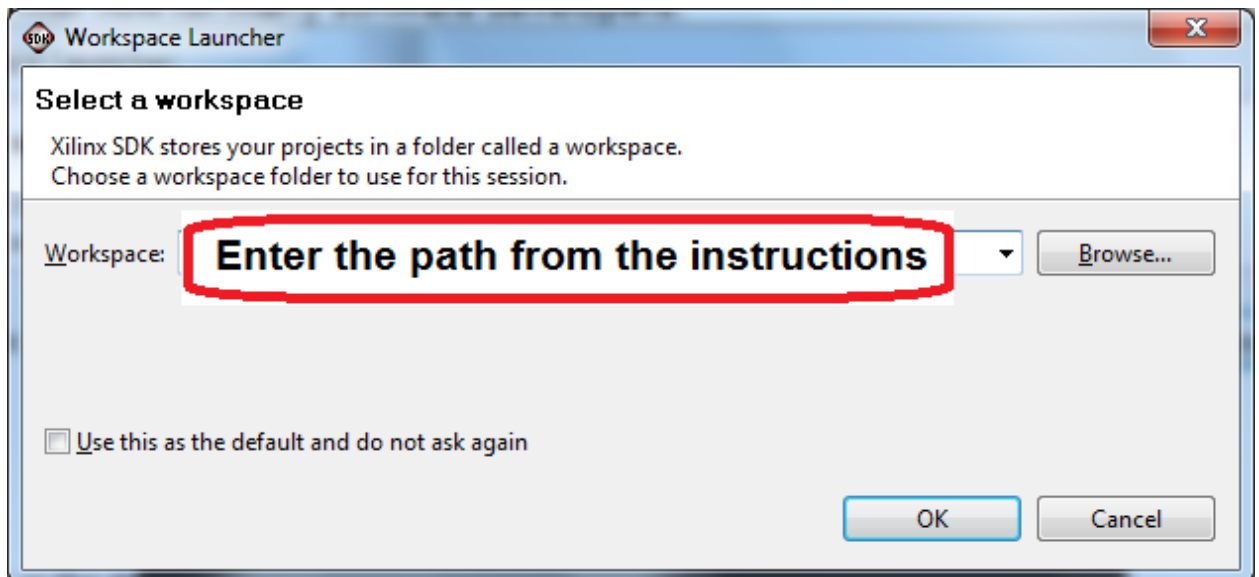 SDK Workspace Launcher
Select a workspace
Xilinx SDK stores your projects in a folder called a workspace.
Choose a workspace folder to use for this session.
Workspace: Enter the path from the instructions Browse...
Use this as the default and do not ask again
OK Cancel